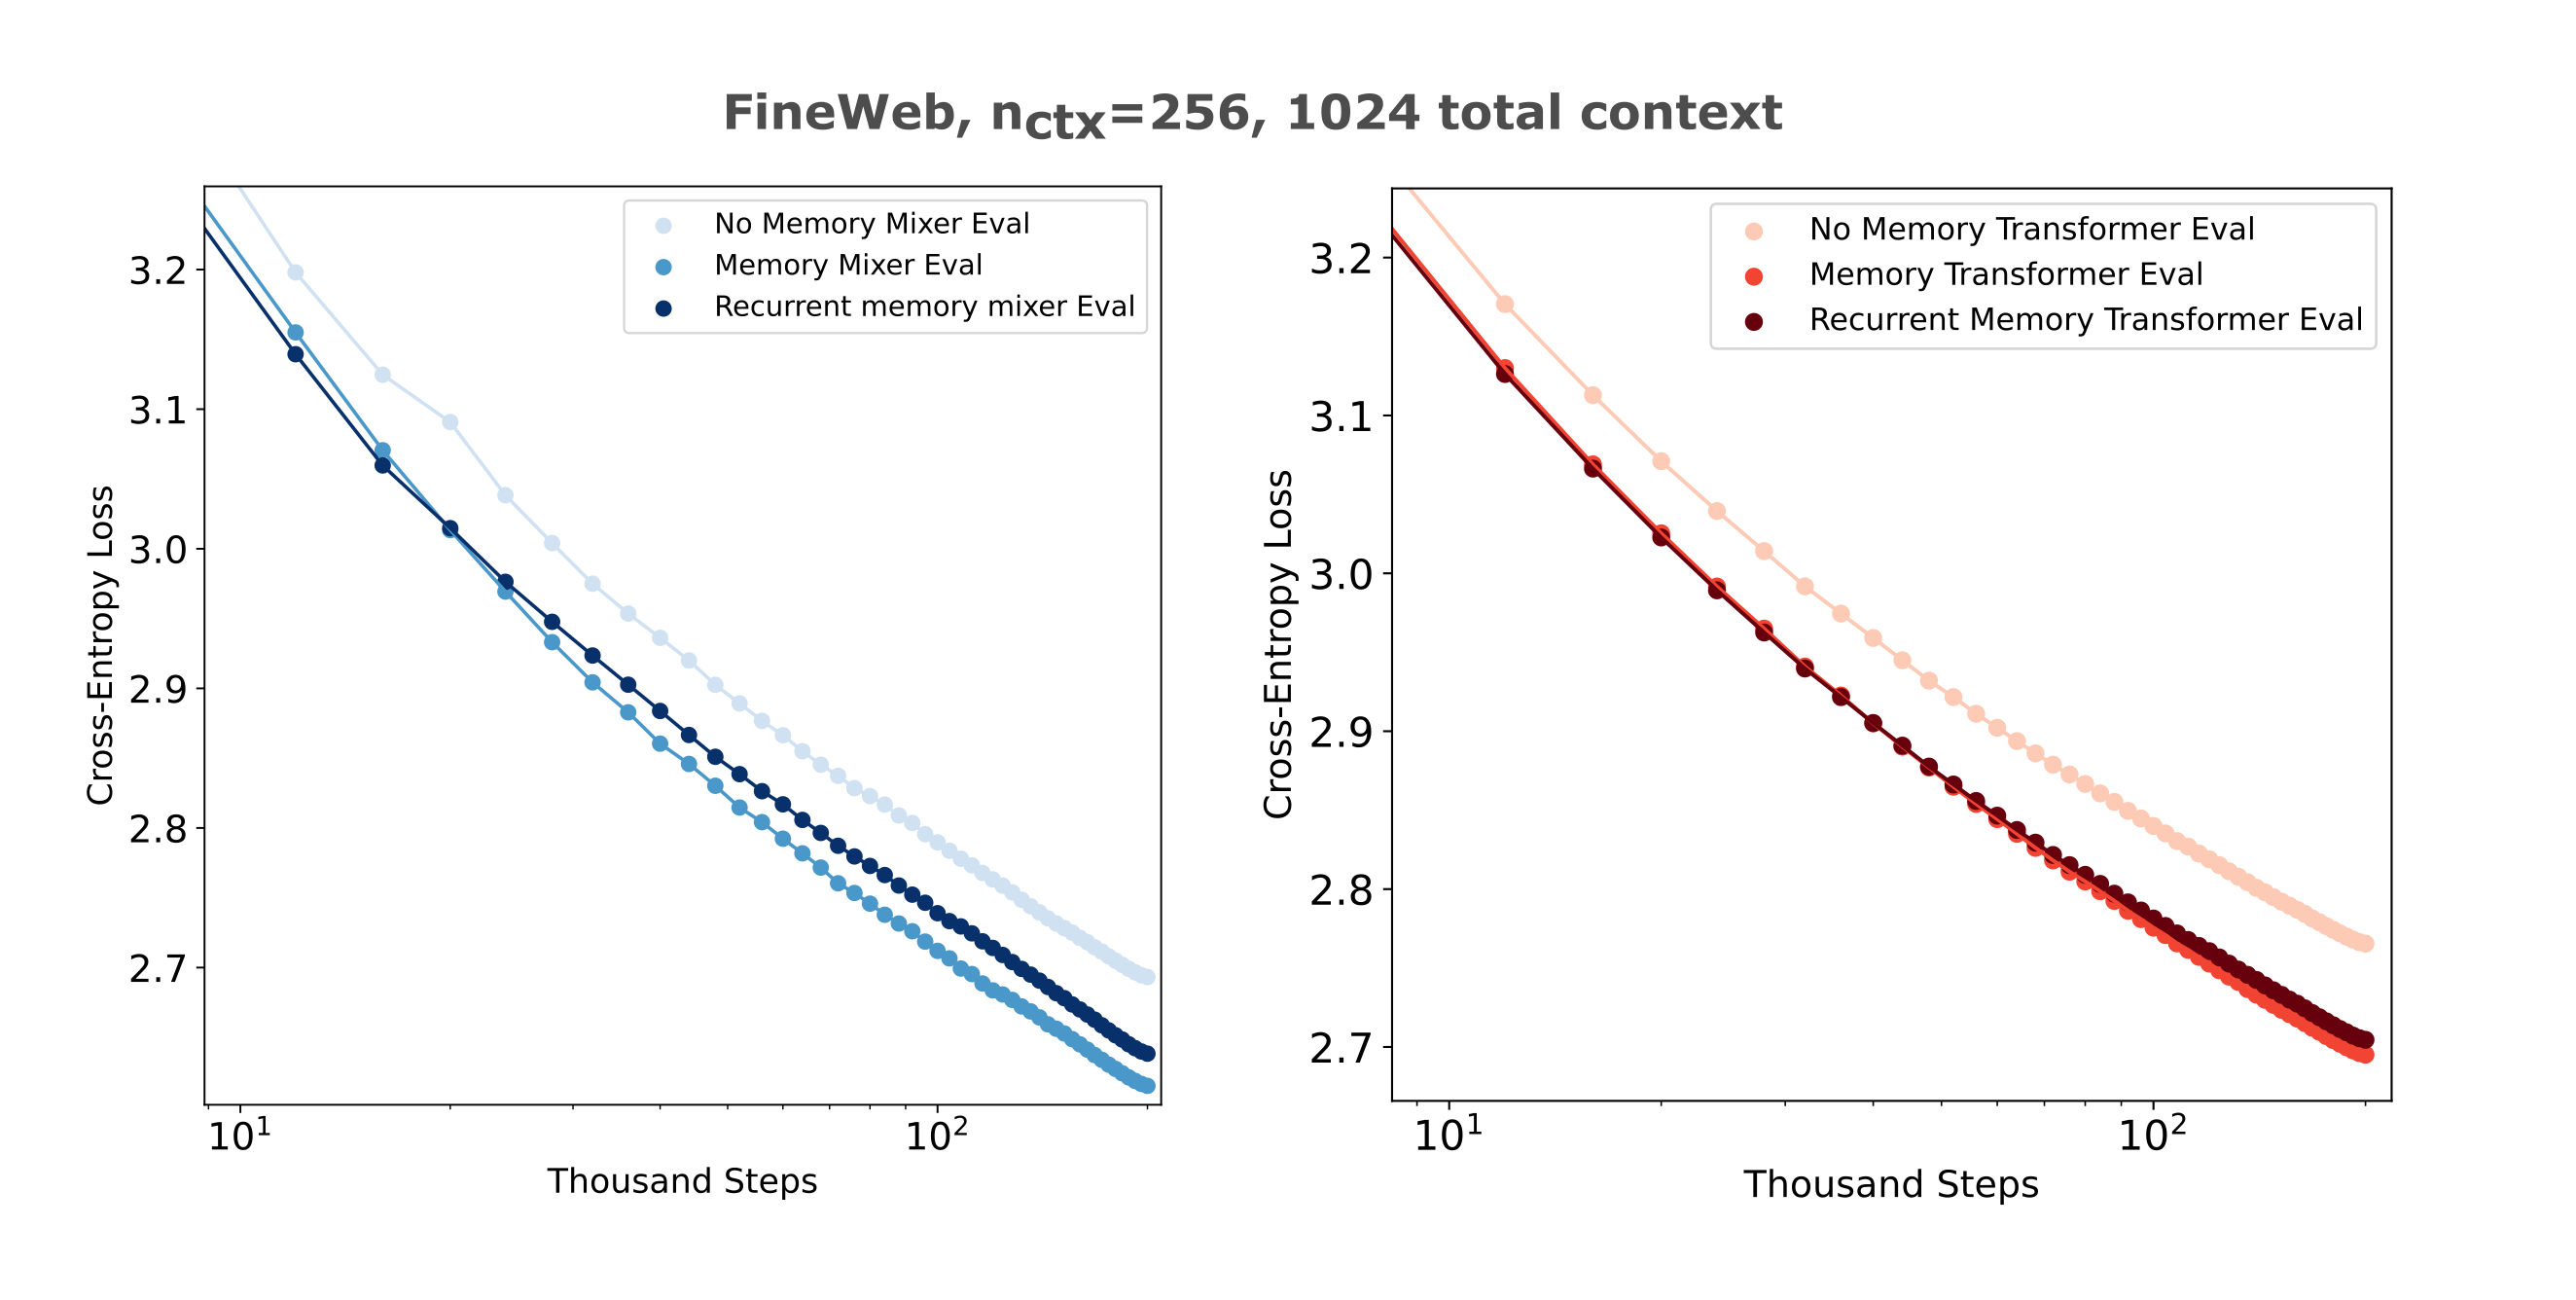 FineWeb, nctx=256, 1024 total context
No Memory Mixer Eval
Memory Mixer Eval
Recurrent memory mixer Eval
Cross-Entropy Loss
3.2
3.1
3.0
2.9
2.8
2.7
10¹
10²
Thousand Steps
No Memory Transformer Eval
Memory Transformer Eval
Recurrent Memory Transformer Eval
Cross-Entropy Loss
3.2
3.1
3.0
2.9
2.8
2.7
10¹
10²
Thousand Steps